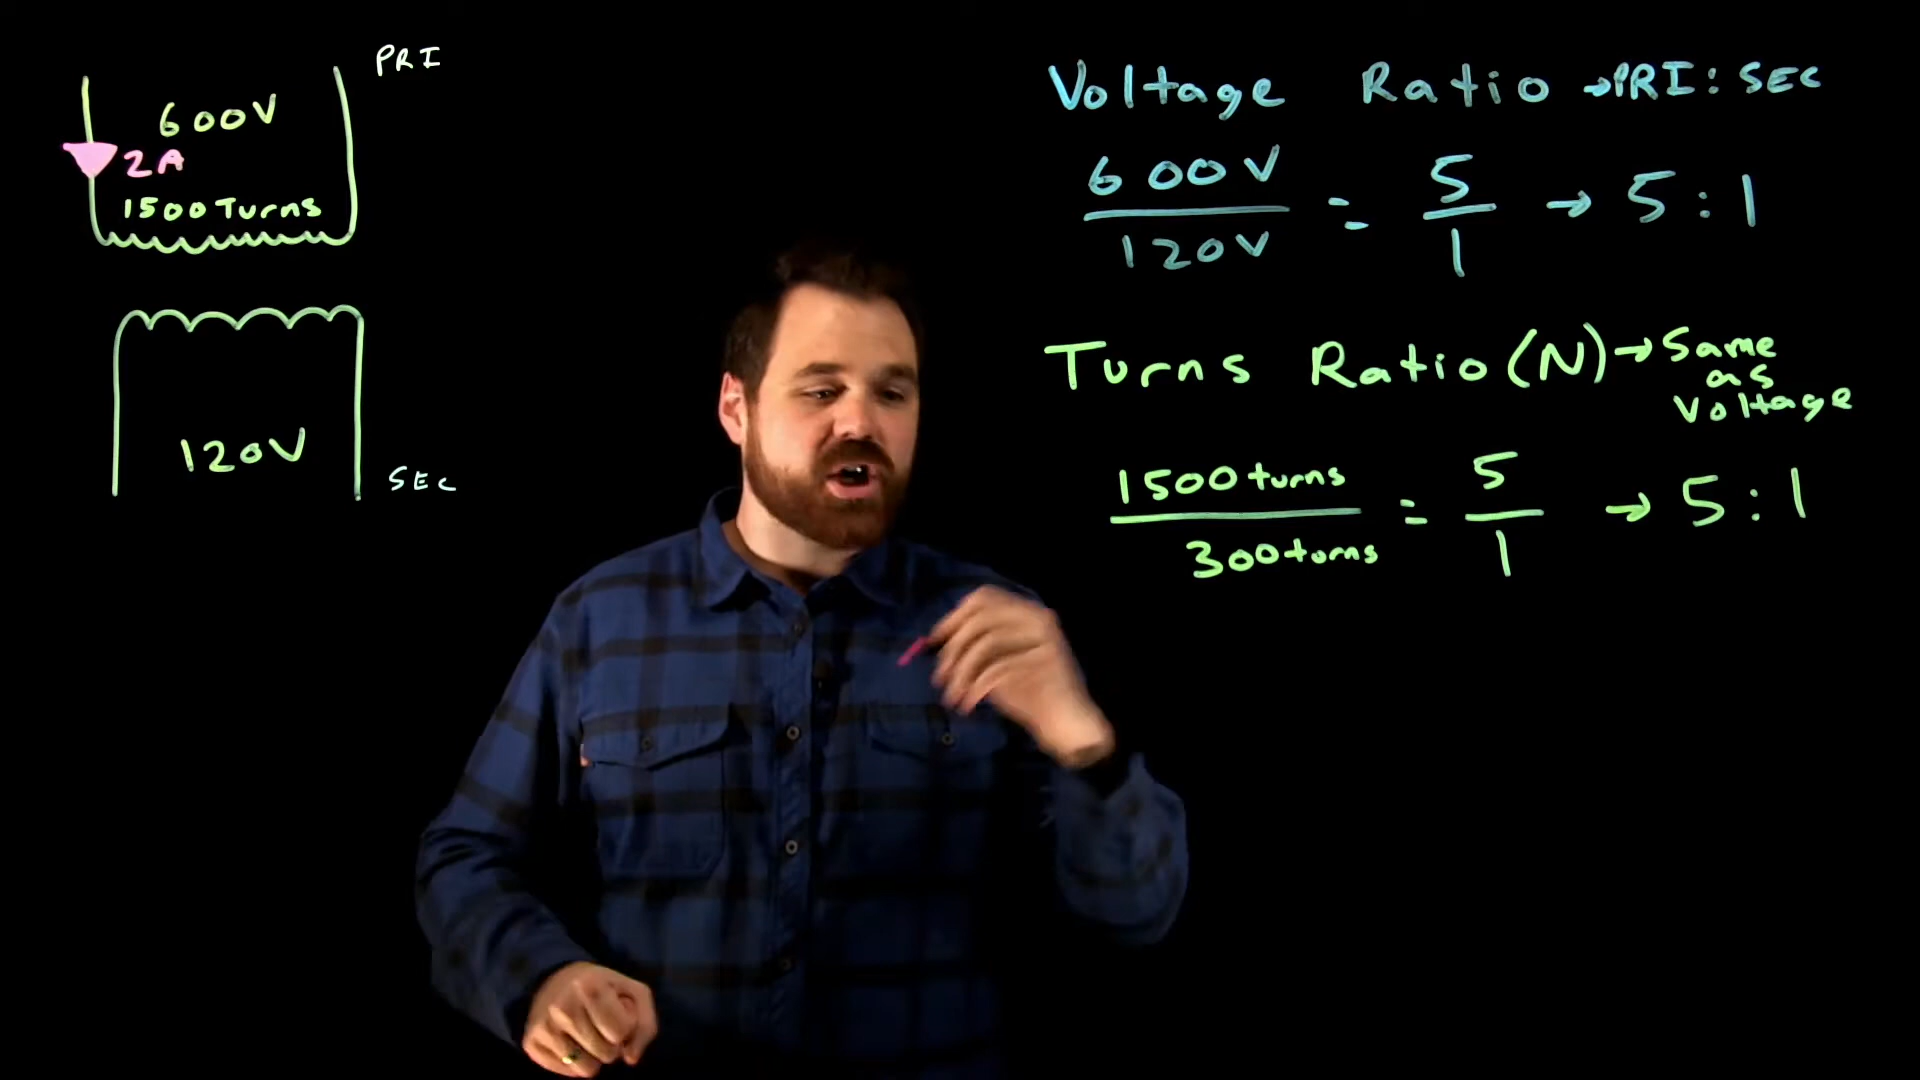 PRI
600V
2A
1500 Turns
120V
SEC
Voltage Ratio → PRI : SEC
600V
120V
= 5
1
→ 5 : 1
Turns Ratio (N) → Same
as
Voltage
1500 turns
300 turns
= 5
1
→ 5 : 1